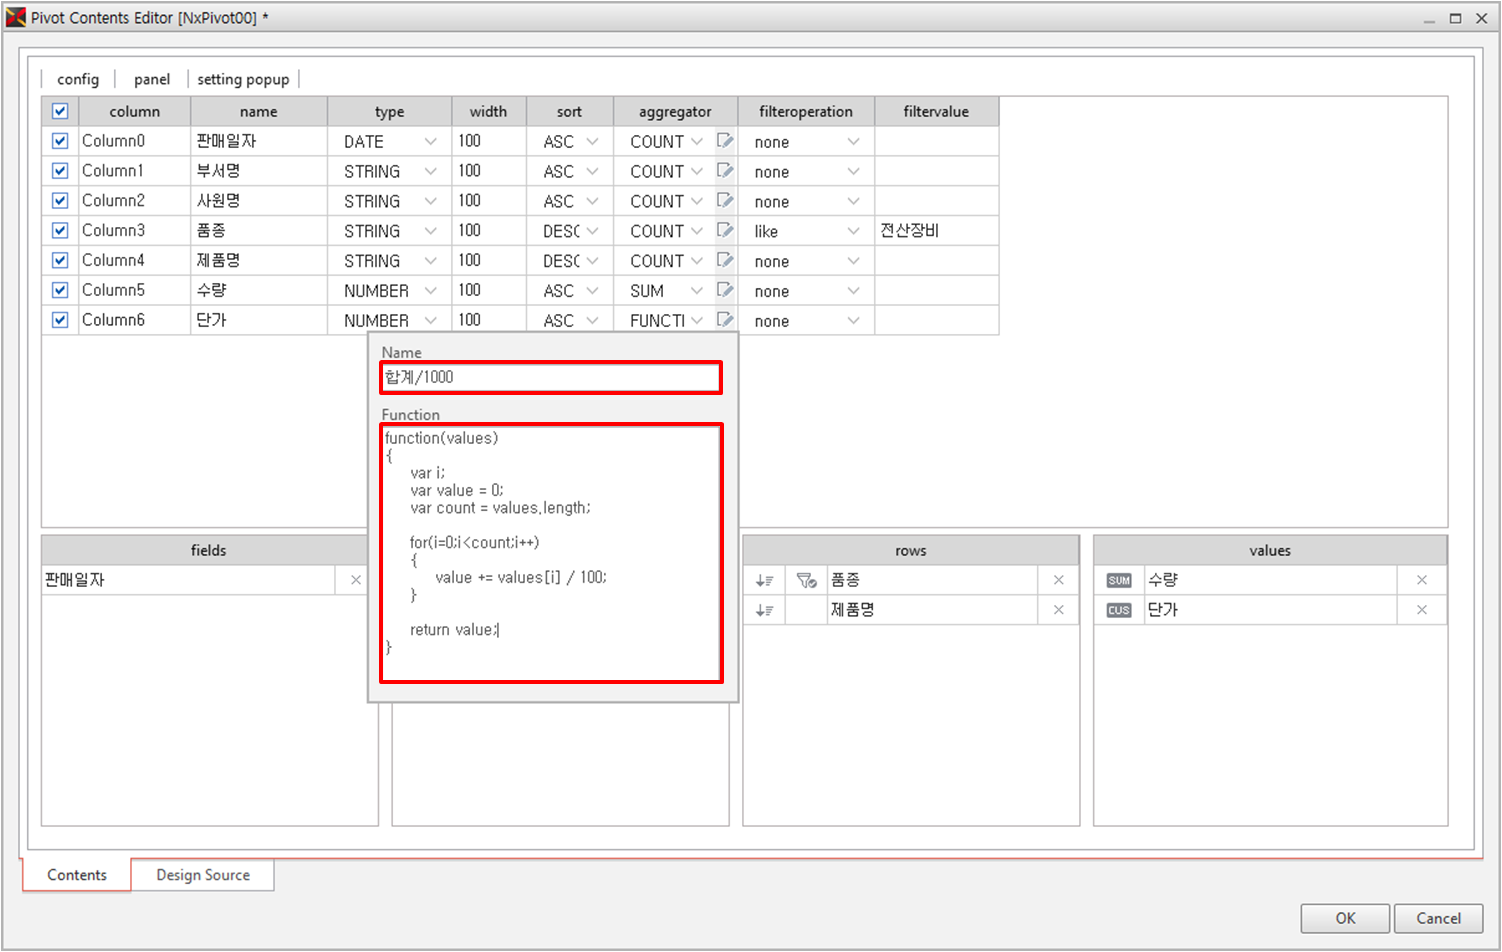 Pivot Contents Editor [NxPivot00] *
config panel setting popup
column name type width sort aggregator filteroperation filtervalue
Column0 판매일자 DATE 100 ASC COUNT none
Column1 부서명 STRING 100 ASC COUNT none
Column2 사원명 STRING 100 ASC COUNT none
Column3 품종 STRING 100 DESC COUNT like 전산장비
Column4 제품명 STRING 100 DESC COUNT none
Column5 수량 NUMBER 100 ASC SUM none
Column6 단가 NUMBER 100 ASC FUNCTI none
Name
합계/1000
Function
function(values)
{
var i;
var value = 0;
var count = values.length;
for(i=0;i<count;i++)
{
value += values[i] / 100;
}
return value;
}
fields
판매일자
rows
품종
제품명
values
SUM 수량
CUS 단가
Contents Design Source
OK Cancel